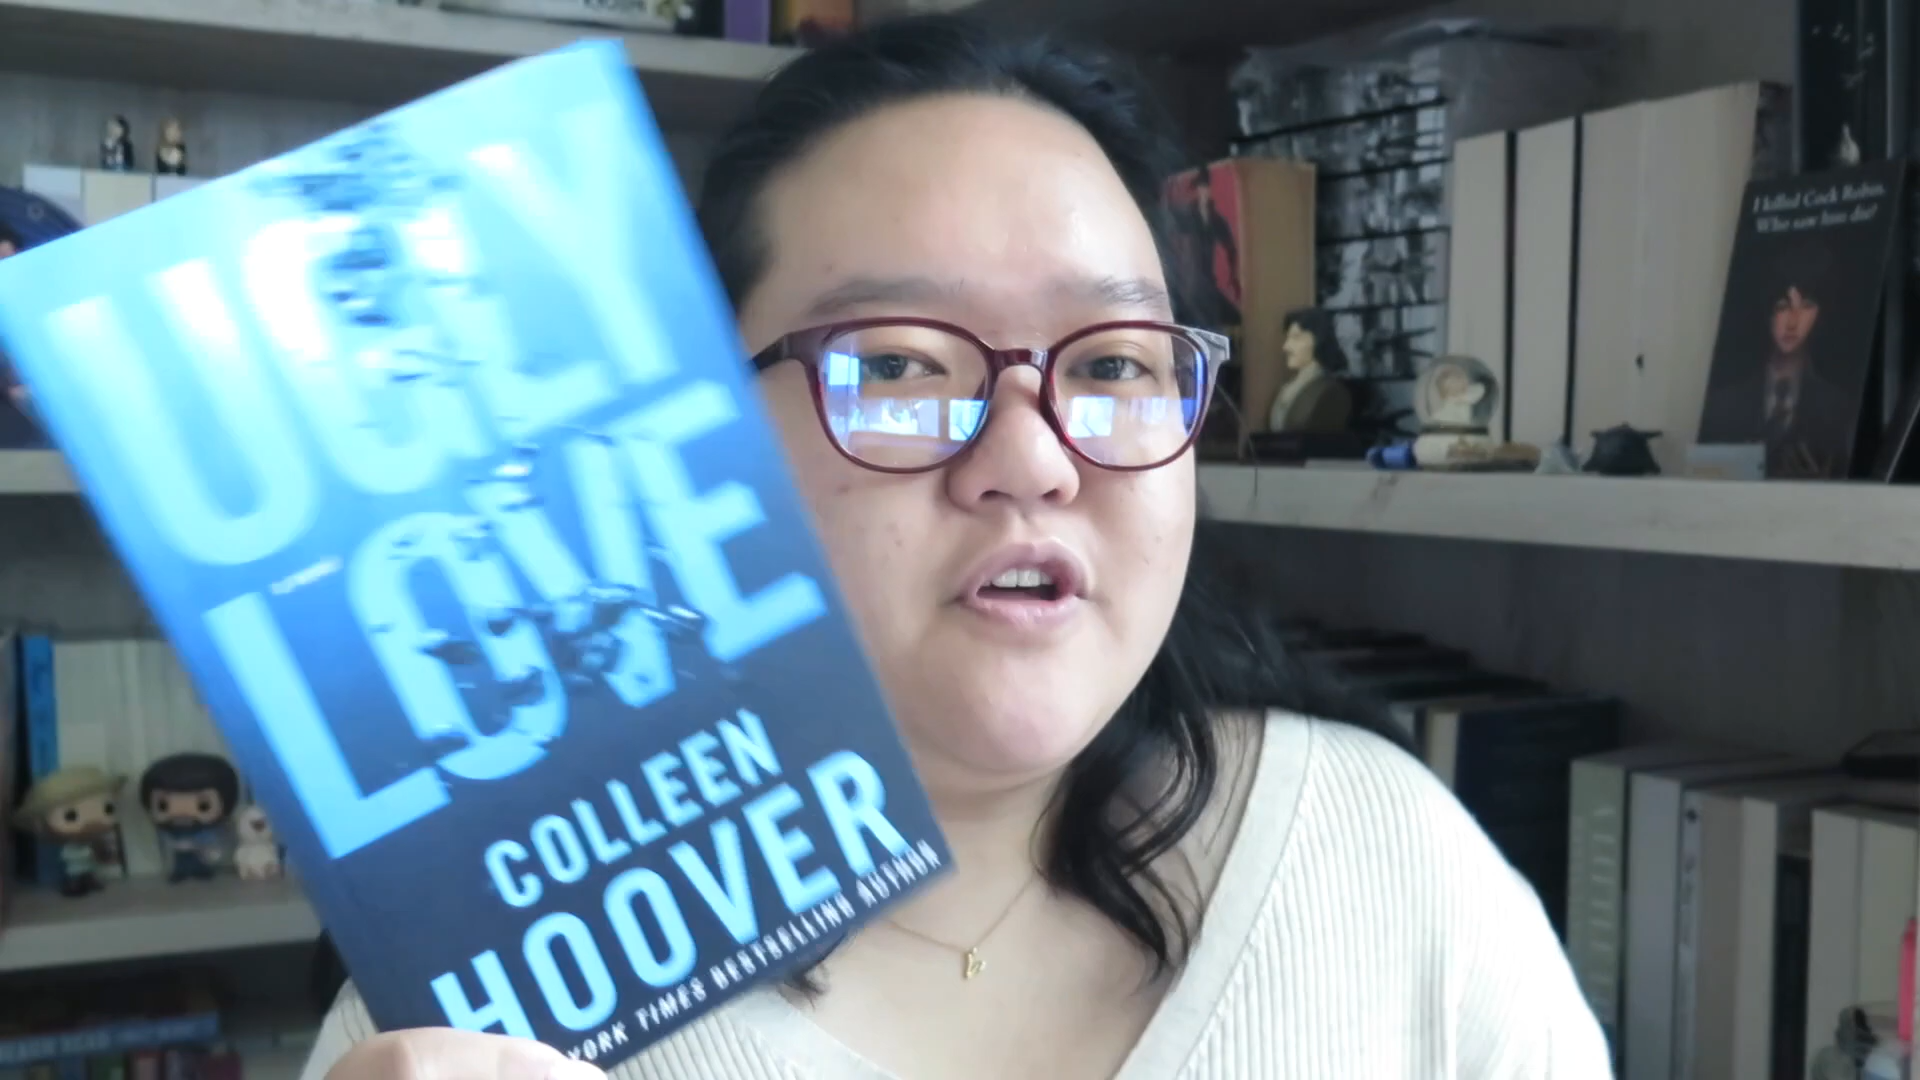 UGLY
LOVE
COLLEEN
HOOVER
YORK TIMES BESTSELLING AUTHOR
I killed Cock Robin.
Who saw him die?